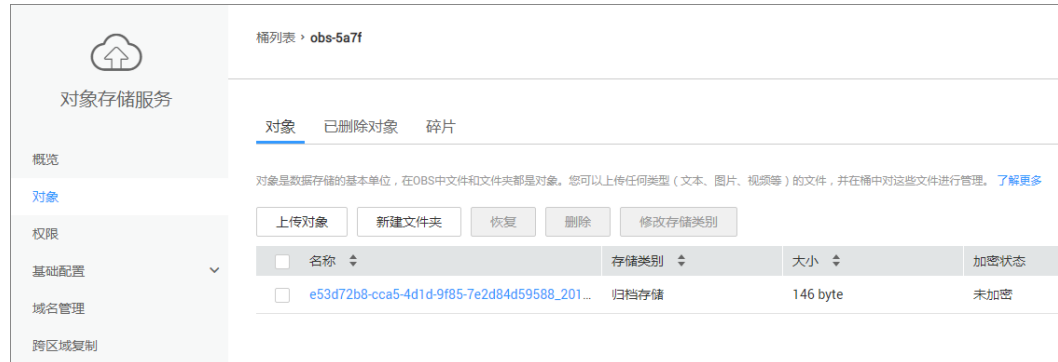 桶列表 › obs-5a7f
对象存储服务
对象 已删除对象 碎片
概览
对象是数据存储的基本单位，在OBS中文件和文件夹都是对象。您可以上传任何类型（文本、图片、视频等）的文件，并在桶中对这些文件进行管理。 了解更多
对象
上传对象 新建文件夹 恢复 删除 修改存储类别
权限
名称 存储类别 大小 加密状态
基础配置
e53d72b8-cca5-4d1d-9f85-7e2d84d59588_201... 归档存储 146 byte 未加密
域名管理
跨区域复制